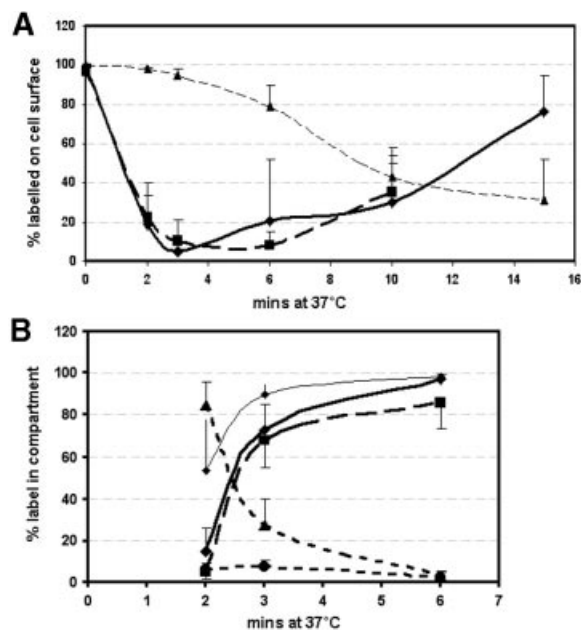 A
% labelled on cell surface
120
100
80
60
40
20
0
0 2 4 6 8 10 12 14 16
mins at 37°C
B
% label in compartment
120
100
80
60
40
20
0
0 1 2 3 4 5 6 7
mins at 37°C